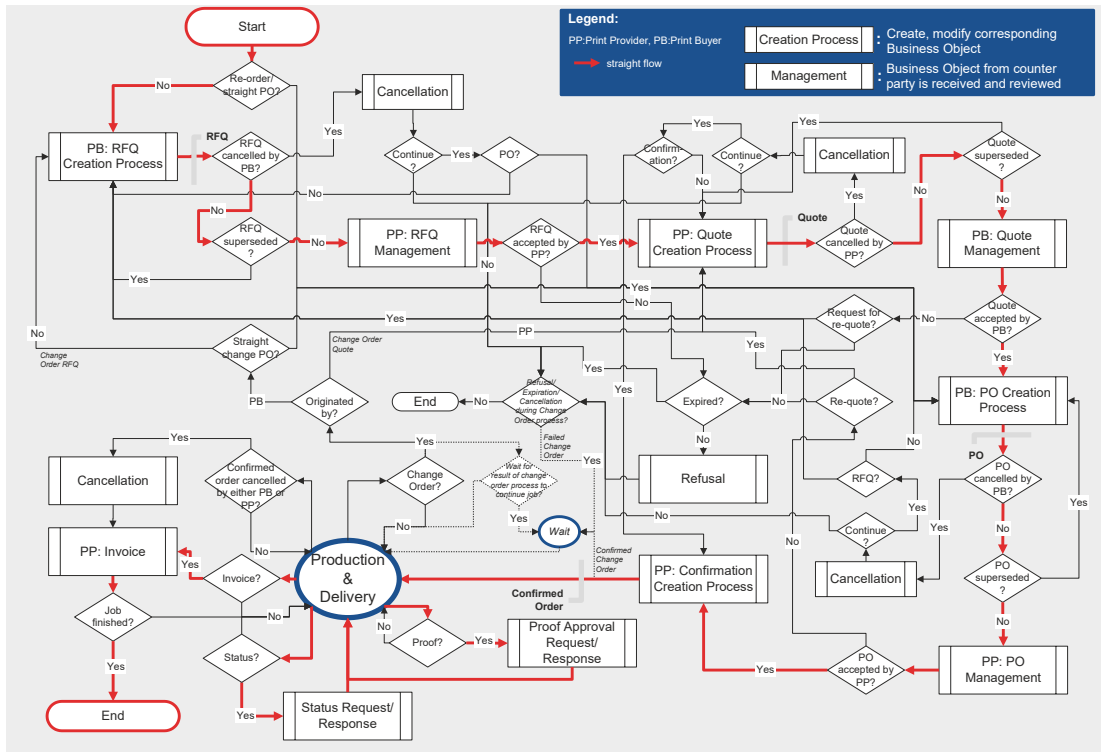 Start
Legend:
PP:Print Provider, PB:Print Buyer
straight flow
Creation Process
:
Create, modify corresponding
Business Object
Management
:
Business Object from counter
party is received and reviewed
Re-order/
straight PO?
No
Cancellation
Yes
PB: RFQ
Creation Process
RFQ
RFQ
cancelled by
PB?
Continue
?
Yes
PO?
Yes
Confirm-
ation?
Continue
?
Yes
Cancellation
Quote
superseded
?
No
No
Yes
No
No
RFQ
superseded
?
No
PP: RFQ
Management
RFQ
accepted by
PP?
Yes
PP: Quote
Creation Process
Quote
Quote
cancelled by
PP?
PB: Quote
Management
Yes
No
No
Yes
Yes
No
Change
Order RFQ
Straight
change PO?
Yes
Change Order
Quote
PP
Request for
re-quote?
No
Quote
accepted by
PB?
Yes
Yes
Yes
No
PB
Originated
by?
End
No
Refusal/
Expiration/
Cancellation
during Change
Order process?
Expired?
No
Re-quote?
PB: PO Creation
Process
Yes
Yes
Failed
Change
Order
No
No
PO
Cancellation
Confirmed
order cancelled
by either PB or
PP?
Change
Order?
Wait for
result of change
order process to
continue job?
Yes
Refusal
RFQ?
PO
cancelled by
PB?
Yes
Yes
No
Yes
No
Continue
?
Yes
No
PP: Invoice
No
Wait
Yes
Invoice?
Production
&
Delivery
Confirmed
Change
Order
Confirmed
Order
PP: Confirmation
Creation Process
Cancellation
PO
superseded
?
Job
finished?
No
No
Proof?
Yes
Proof Approval
Request/
Response
No
Yes
Status?
Yes
PO
accepted by
PP?
PP: PO
Management
End
Yes
Status Request/
Response